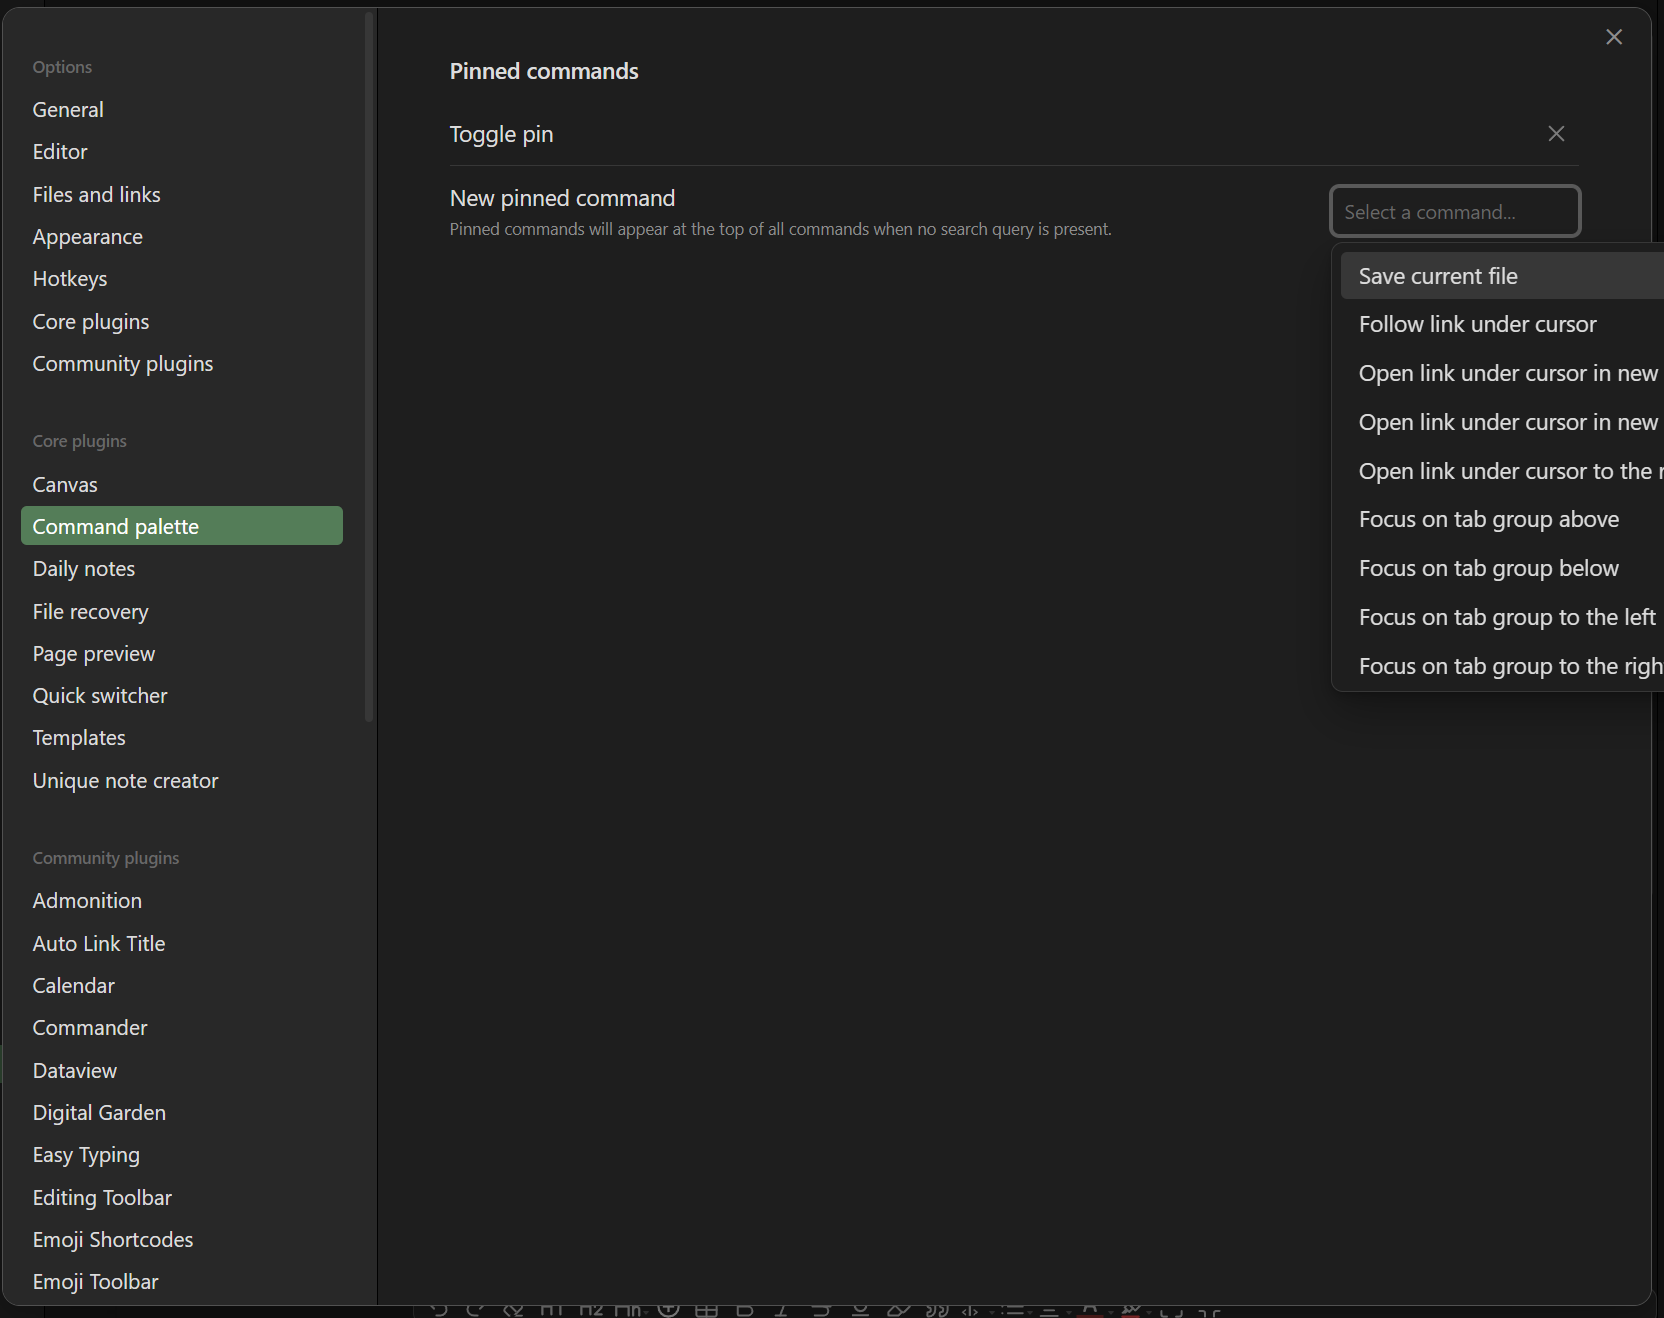 Options
General
Editor
Files and links
Appearance
Hotkeys
Core plugins
Community plugins
Core plugins
Canvas
Command palette
Daily notes
File recovery
Page preview
Quick switcher
Templates
Unique note creator
Community plugins
Admonition
Auto Link Title
Calendar
Commander
Dataview
Digital Garden
Easy Typing
Editing Toolbar
Emoji Shortcodes
Emoji Toolbar
Pinned commands
Toggle pin
New pinned command
Pinned commands will appear at the top of all commands when no search query is present.
Select a command...
Save current file
Follow link under cursor
Open link under cursor in new
Open link under cursor in new
Open link under cursor to the
Focus on tab group above
Focus on tab group below
Focus on tab group to the left
Focus on tab group to the